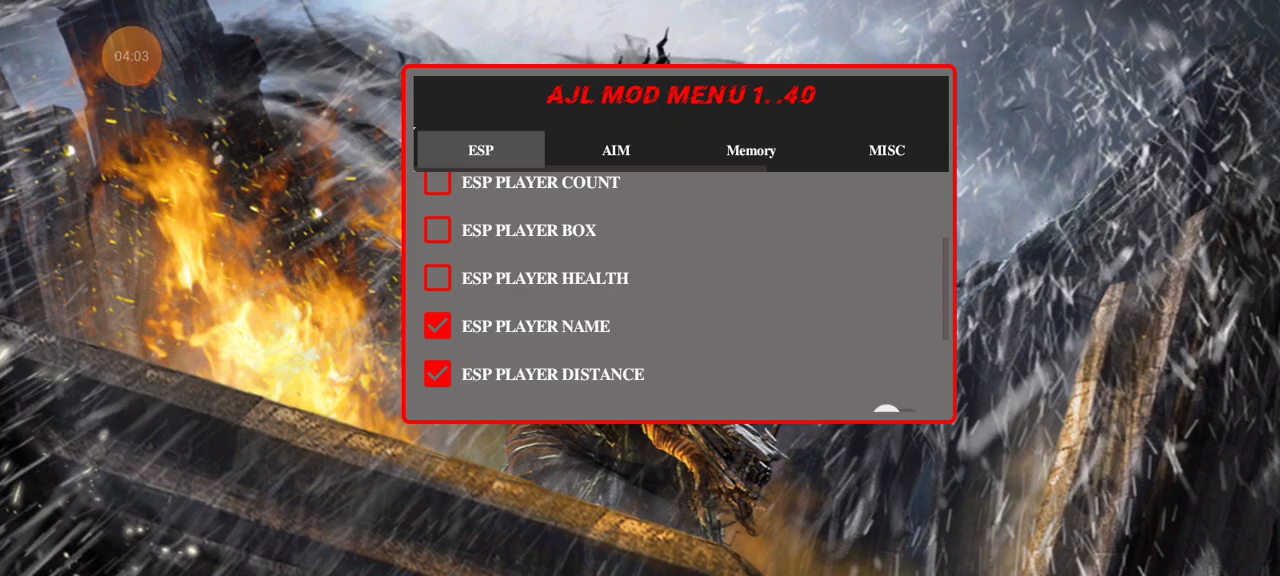 04:03
AJL MOD MENU 1. .40
ESP AIM Memory MISC
ESP PLAYER COUNT
ESP PLAYER BOX
ESP PLAYER HEALTH
ESP PLAYER NAME
ESP PLAYER DISTANCE